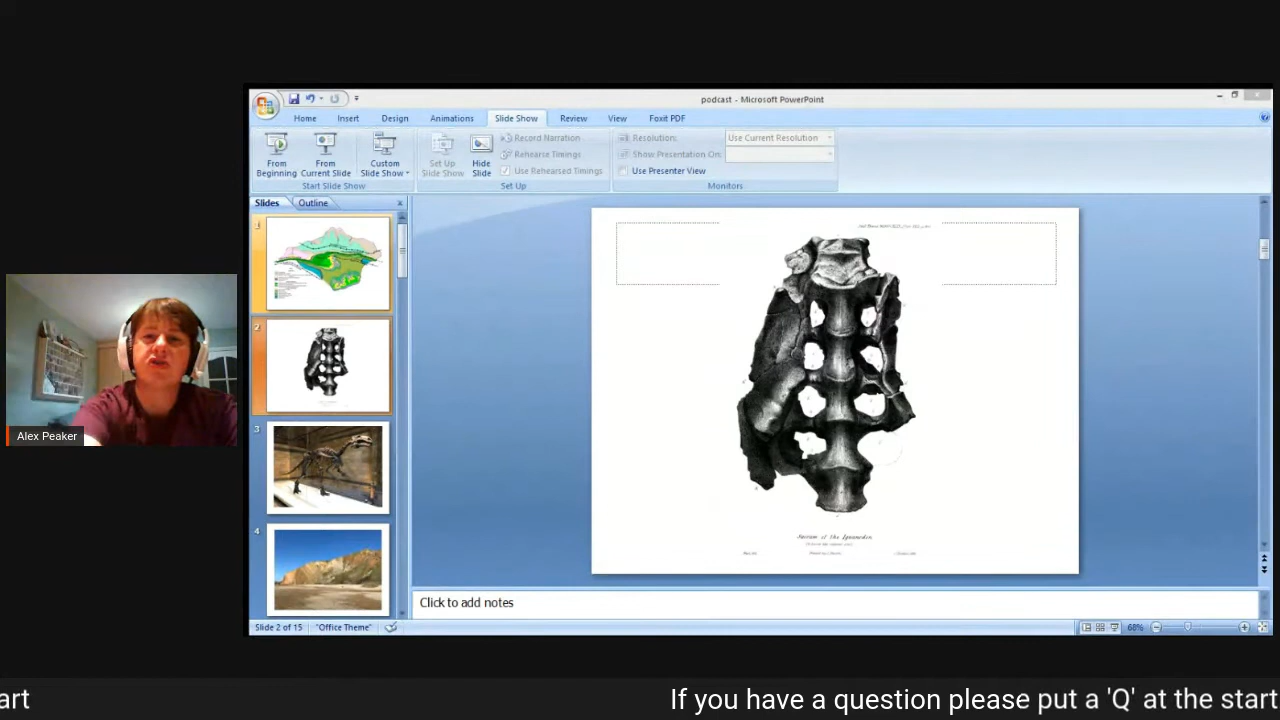 podcast - Microsoft PowerPoint
Home Insert Design Animations Slide Show Review View Foxit PDF
From Beginning
From Current Slide
Custom Slide Show
Set Up Slide Show
Hide Slide
Record Narration
Rehearse Timings
Use Rehearsed Timings
Resolution: Use Current Resolution
Show Presentation On:
Use Presenter View
Start Slide Show Set Up Monitors
Slides Outline
1
2
3
4
Sacrum of the Iguanodon.
Alex Peaker
Click to add notes
Slide 2 of 15 "Office Theme" 68%
art If you have a question please put a 'Q' at the start